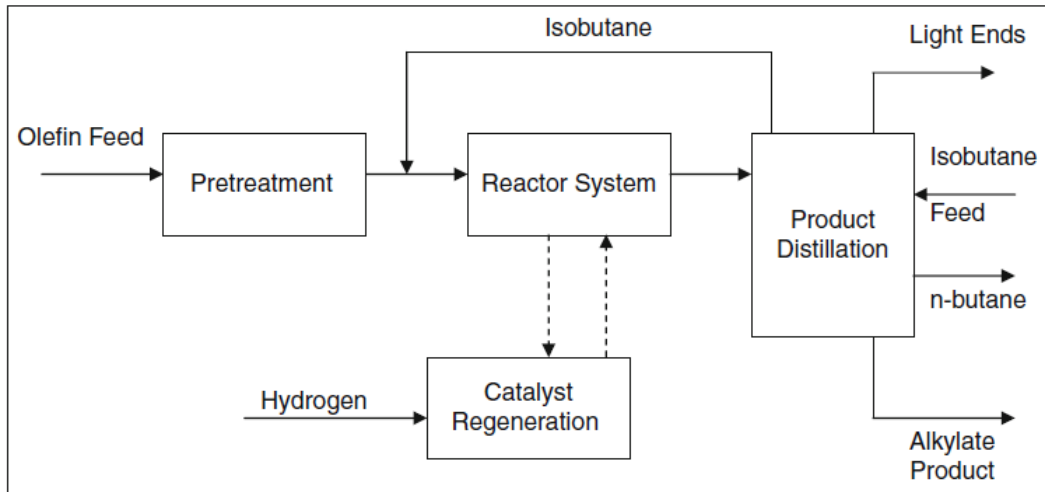 Isobutane
Light Ends
Olefin Feed
Pretreatment
Reactor System
Isobutane
Feed
Product
Distillation
n-butane
Hydrogen
Catalyst
Regeneration
Alkylate
Product